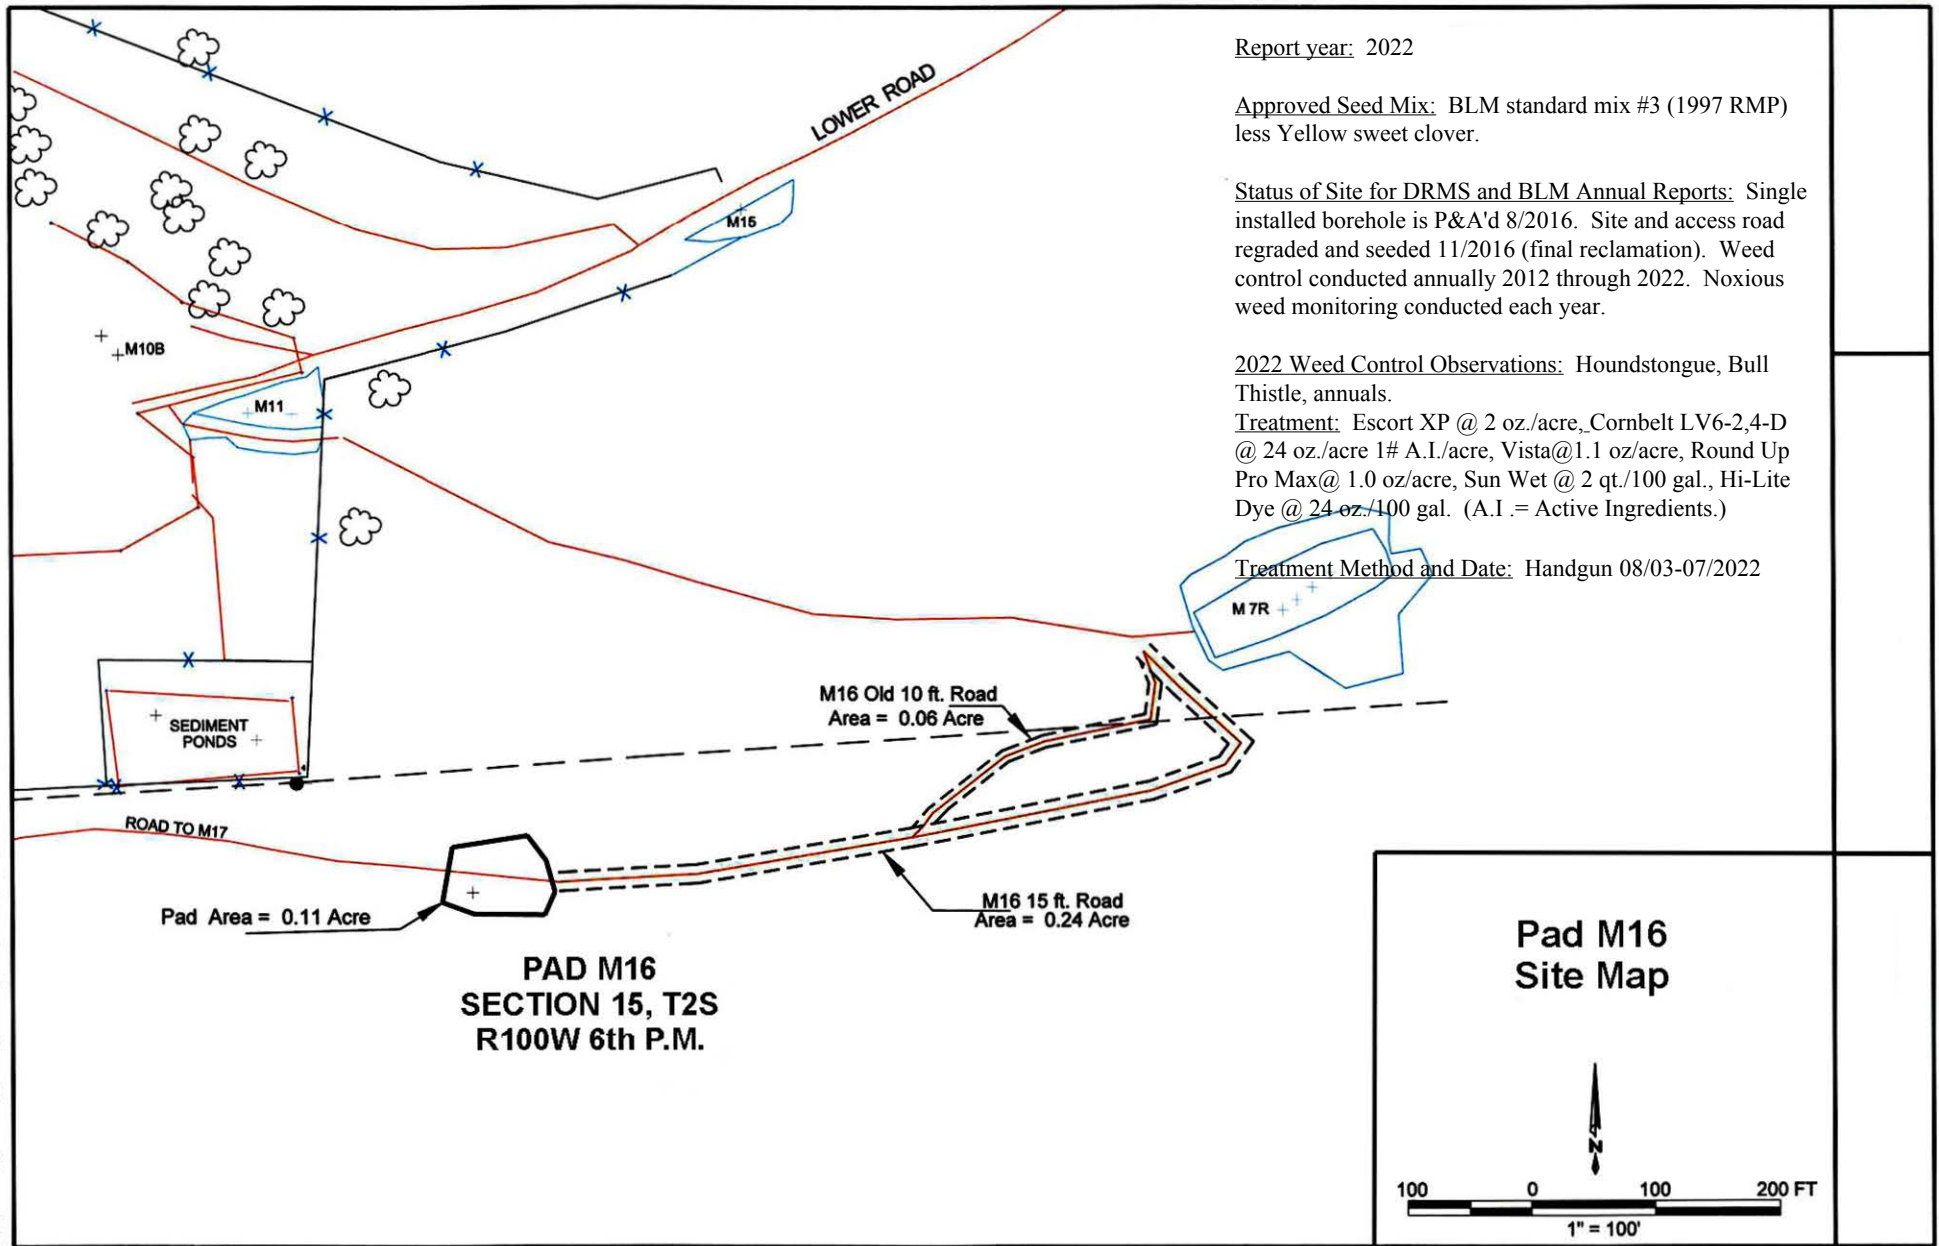 Report year: 2022
Approved Seed Mix: BLM standard mix #3 (1997 RMP)
less Yellow sweet clover.
Status of Site for DRMS and BLM Annual Reports: Single
installed borehole is P&A'd 8/2016. Site and access road
regraded and seeded 11/2016 (final reclamation). Weed
control conducted annually 2012 through 2022. Noxious
weed monitoring conducted each year.
2022 Weed Control Observations: Houndstongue, Bull
Thistle, annuals.
Treatment: Escort XP @ 2 oz./acre, Cornbelt LV6-2,4-D
@ 24 oz./acre 1# A.I./acre, Vista@1.1 oz/acre, Round Up
Pro Max@ 1.0 oz/acre, Sun Wet @ 2 qt./100 gal., Hi-Lite
Dye @ 24 oz./100 gal. (A.I .= Active Ingredients.)
Treatment Method and Date: Handgun 08/03-07/2022
LOWER ROAD
M15
M10B
M11
M 7R
M16 Old 10 ft. Road
Area = 0.06 Acre
SEDIMENT
PONDS
ROAD TO M17
Pad Area = 0.11 Acre
M16 15 ft. Road
Area = 0.24 Acre
PAD M16
SECTION 15, T2S
R100W 6th P.M.
Pad M16
Site Map
N
100 0 100 200 FT
1" = 100'